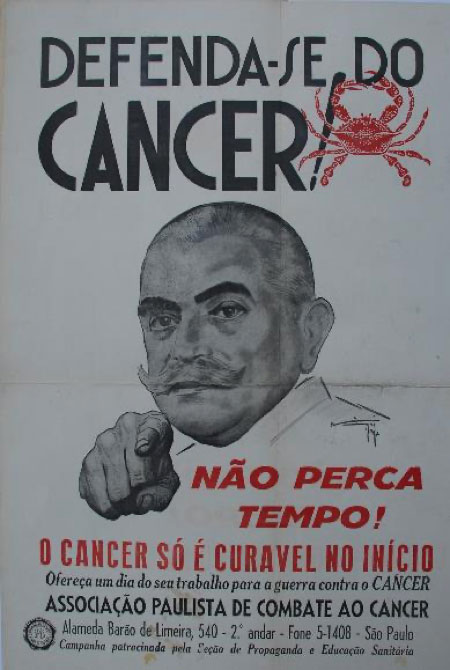 DEFENDA-SE DO
CANCER!
NÃO PERCA
TEMPO!
O CANCER SÓ É CURAVEL NO INÍCIO
Ofereça um dia do seu trabalho para a guerra contra o CANCER
ASSOCIAÇÃO PAULISTA DE COMBATE AO CANCER
Alameda Barão de Limeira, 540 - 2.º andar - Fone 5-1408 - São Paulo
Campanha patrocinada pela Seção de Propaganda e Educação Sanitária